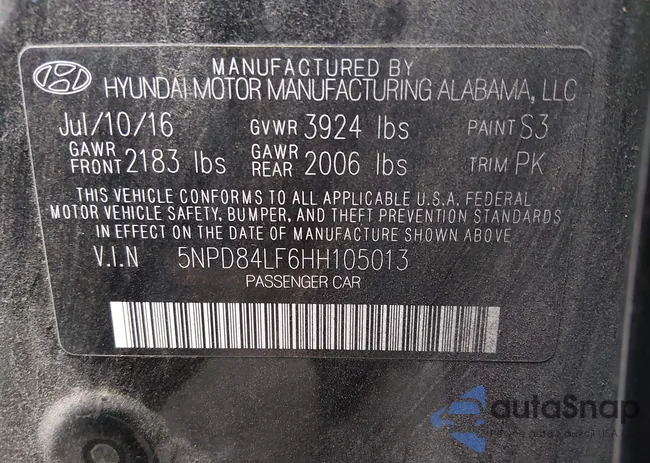 MANUFACTURED BY
HYUNDAI MOTOR MANUFACTURING ALABAMA, LLC
Jul/10/16 GVWR 3924 lbs PAINT S3
GAWR FRONT 2183 lbs GAWR REAR 2006 lbs TRIM PK
THIS VEHICLE CONFORMS TO ALL APPLICABLE U.S.A. FEDERAL
MOTOR VEHICLE SAFETY, BUMPER, AND THEFT PREVENTION STANDARDS
IN EFFECT ON THE DATE OF MANUFACTURE SHOWN ABOVE
V.I.N 5NPD84LF6HH105013
PASSENGER CAR
autaSnap